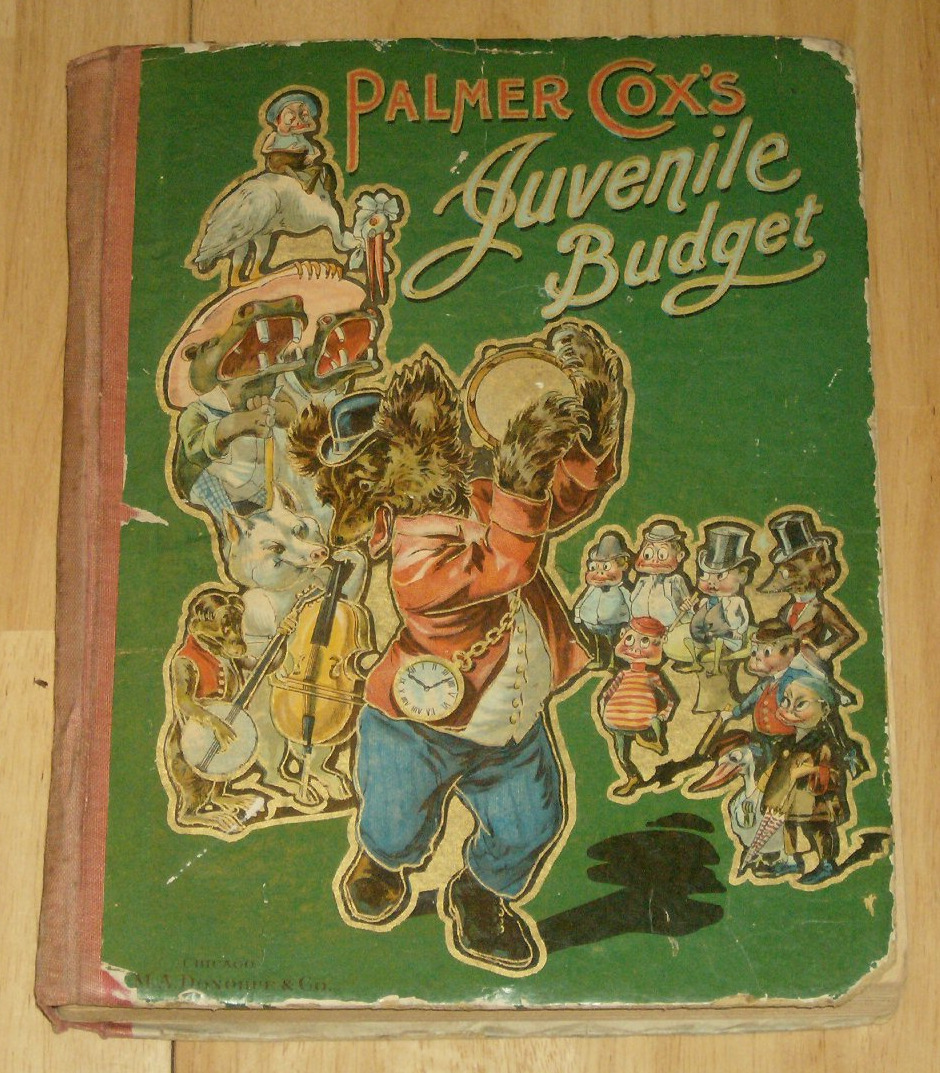 PALMER COX'S
Juvenile
Budget
CHICAGO
M. A. DONOHUE & CO.